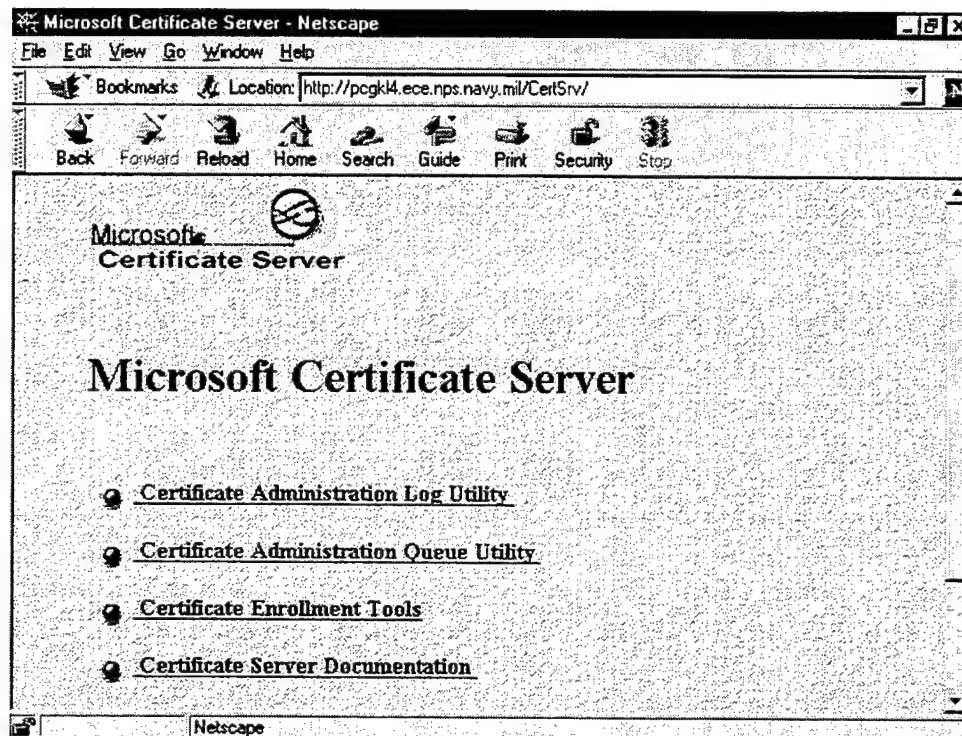 Microsoft Certificate Server - Netscape
File Edit View Go Window Help
Bookmarks Location: http://pcgkl4.ece.nps.navy.mil/CertSrv/
N
Back Forward Reload Home Search Guide Print Security Stop
Microsoft
Certificate Server
Microsoft Certificate Server
Certificate Administration Log Utility
Certificate Administration Queue Utility
Certificate Enrollment Tools
Certificate Server Documentation
Netscape